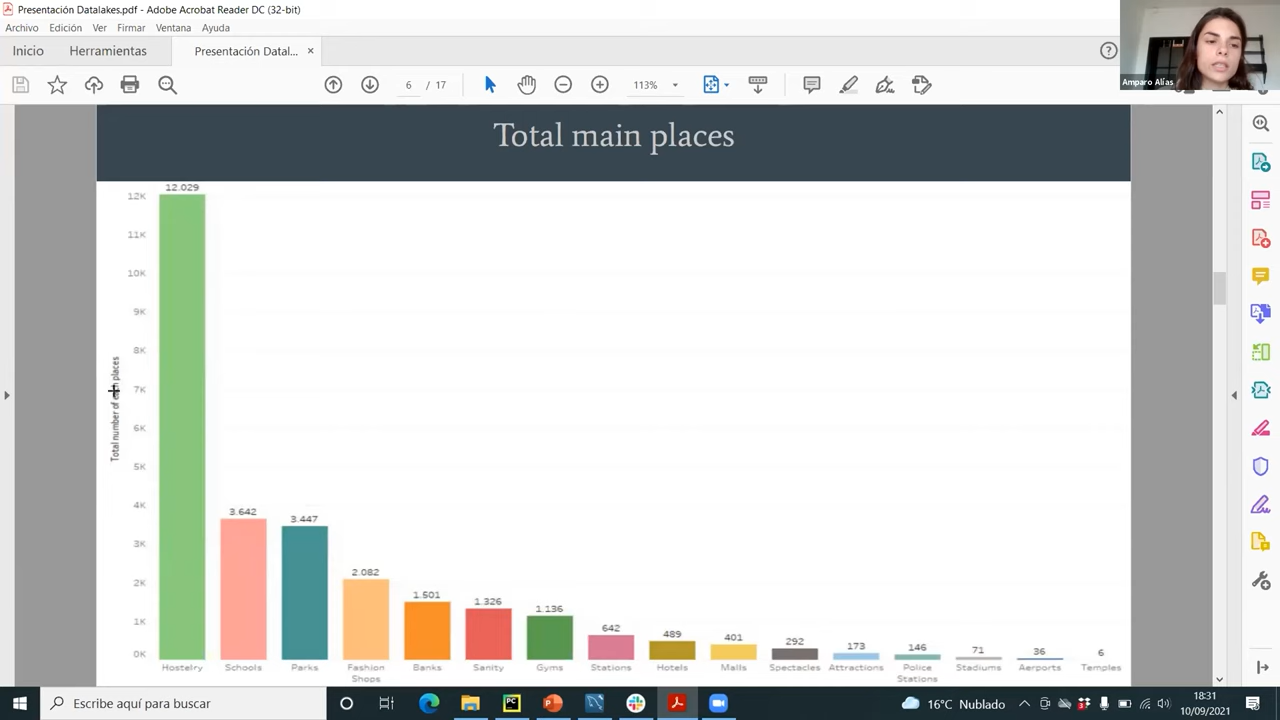 Presentación Datalakes.pdf - Adobe Acrobat Reader DC (32-bit)
Archivo Edición Ver Firmar Ventana Ayuda
Inicio Herramientas Presentación Datal... ×
6 / 17 113%
Amparo Alías
Total main places
12.029
12K
11K
10K
9K
8K
7K
6K
5K
4K
3K
2K
1K
0K
Total number of main places
3.642
3.447
2.082
1.501
1.326
1.136
642
489
401
292
173
146
71
36
6
Hostelry Schools Parks Fashion Shops Banks Sanity Gyms Stations Hotels Malls Spectacles Attractions Police Stations Stadiums Aerports Temples
Escribe aquí para buscar
16°C Nublado
18:31
10/09/2021